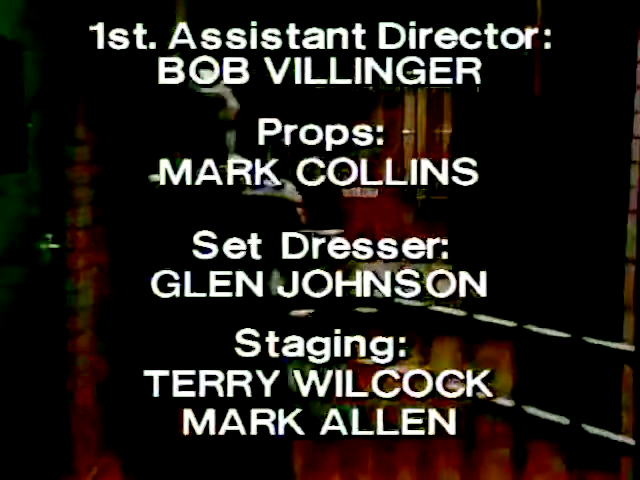 1st. Assistant Director:
BOB VILLINGER
Props:
MARK COLLINS
Set Dresser:
GLEN JOHNSON
Staging:
TERRY WILCOCK
MARK ALLEN